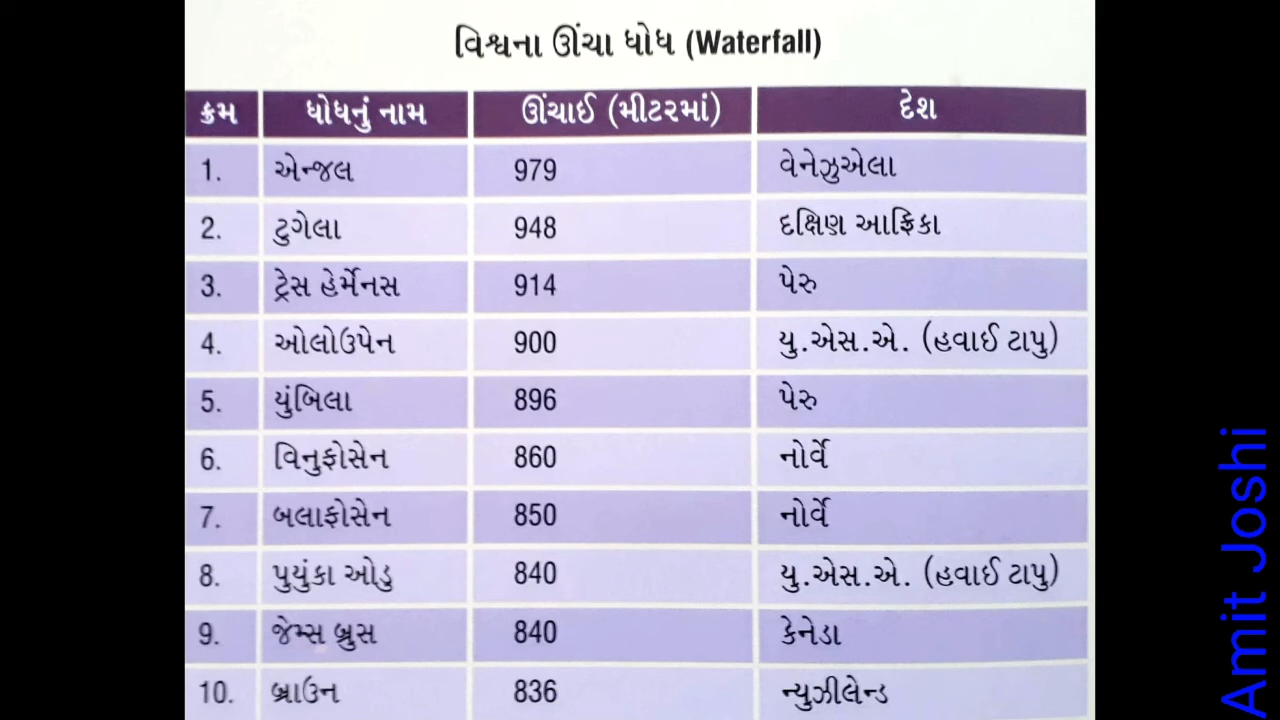 વિશ્વના ઊંચા ધોધ (Waterfall)
ક્રમ ધોધનું નામ ઊંચાઈ (મીટરમાં) દેશ
1. એન્જલ 979 વેનેઝુએલા
2. ટુગેલા 948 દક્ષિણ આફ્રિકા
3. ટ્રેસ હેર્મેનસ 914 પેરુ
4. ઓલોઉપેન 900 યુ.એસ.એ. (હવાઈ ટાપુ)
5. યુંબિલા 896 પેરુ
6. વિનુફોસેન 860 નોર્વે
7. બલાફોસેન 850 નોર્વે
8. પુયુંકા ઓડુ 840 યુ.એસ.એ. (હવાઈ ટાપુ)
9. જેમ્સ બ્રુસ 840 કેનેડા
10. બ્રાઉન 836 ન્યુઝીલેન્ડ
Amit Joshi